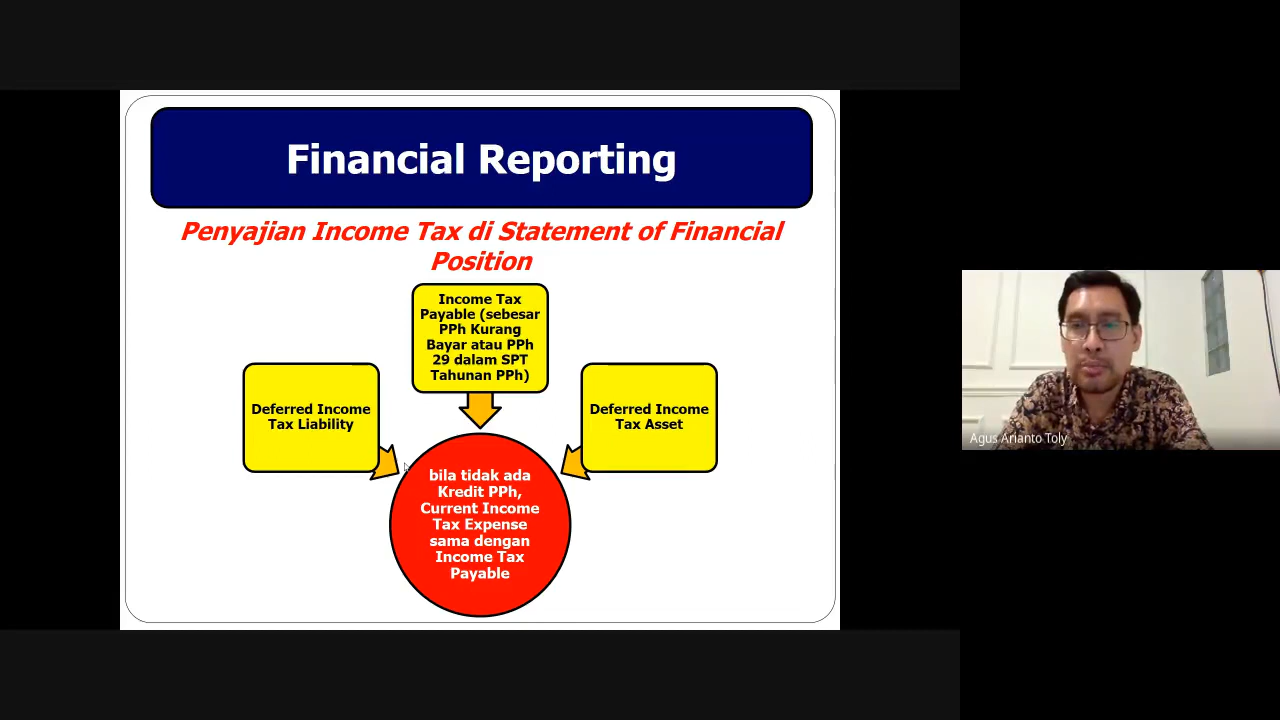 Financial Reporting
Penyajian Income Tax di Statement of Financial
Position
Income Tax
Payable (sebesar
PPh Kurang
Bayar atau PPh
29 dalam SPT
Tahunan PPh)
Deferred Income
Tax Liability
Deferred Income
Tax Asset
bila tidak ada
Kredit PPh,
Current Income
Tax Expense
sama dengan
Income Tax
Payable
Agus Arianto Toly